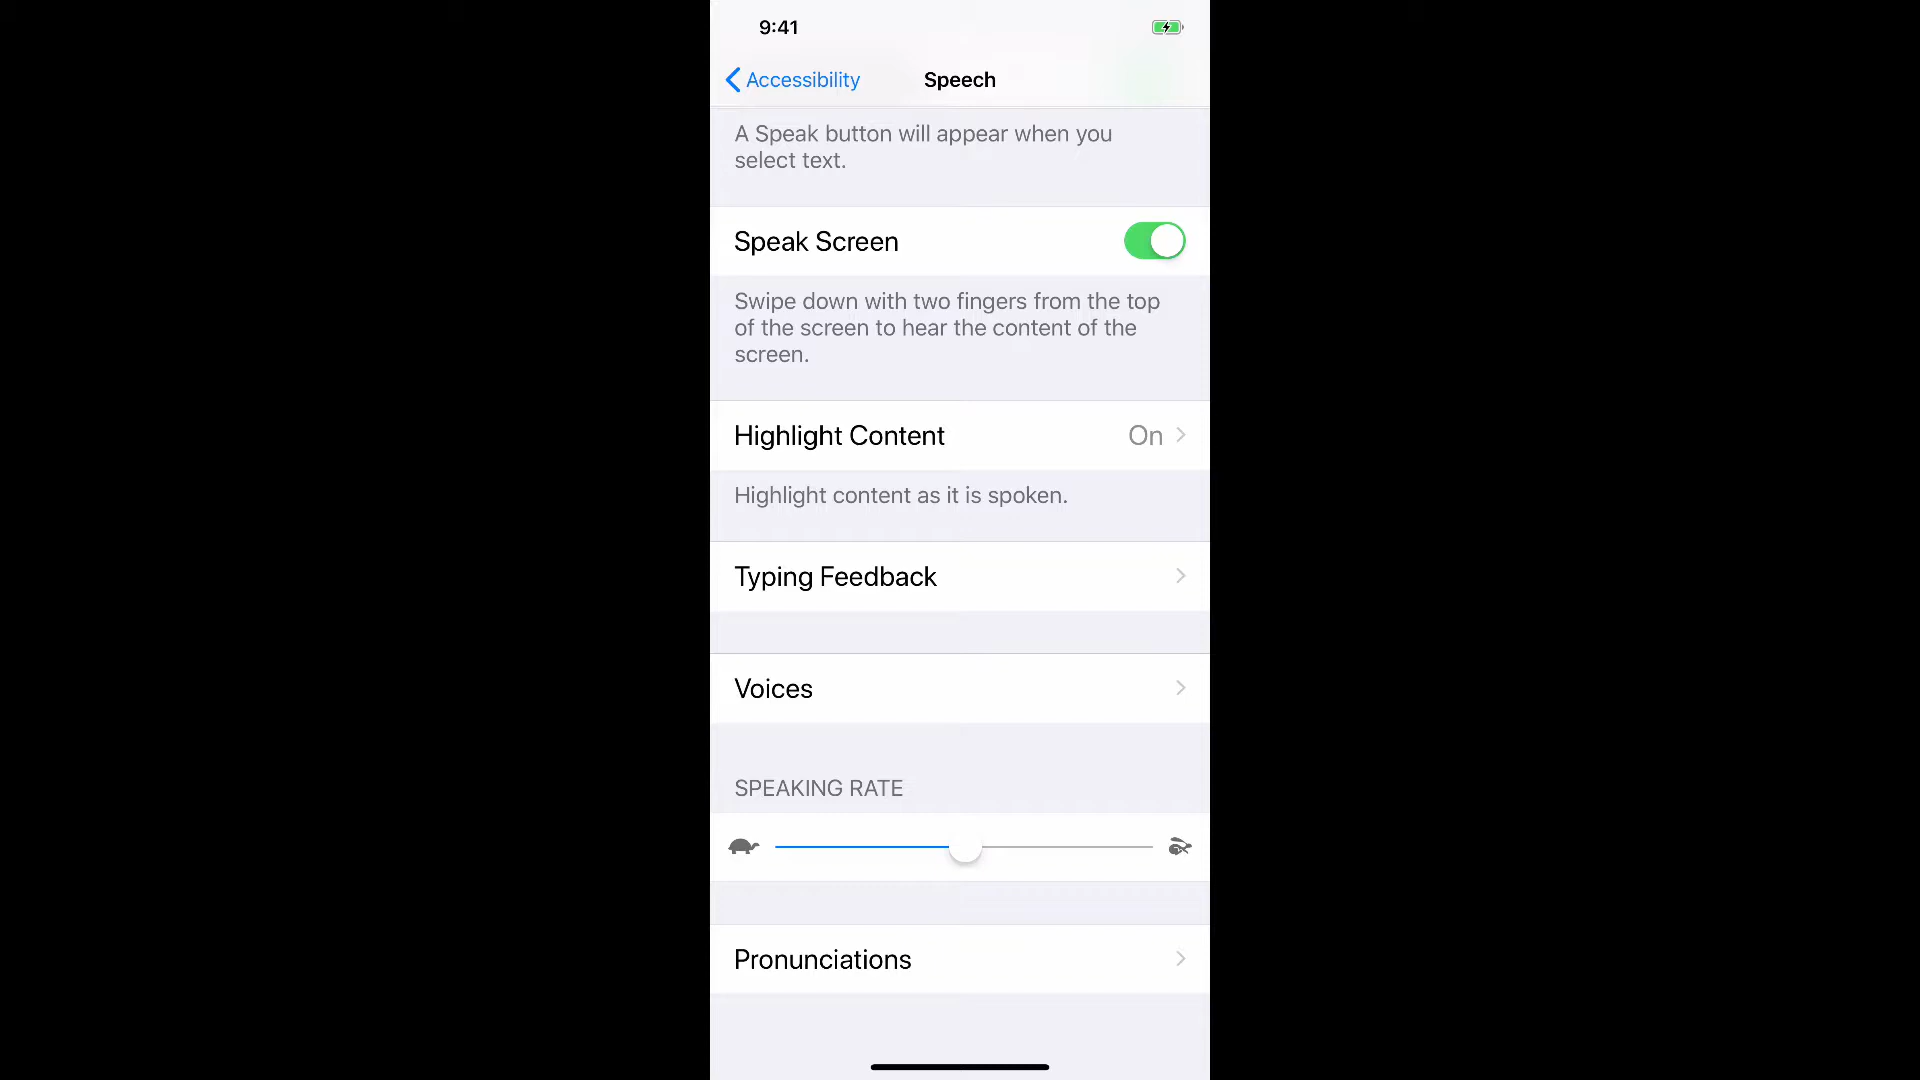 9:41
Accessibility
Speech
A Speak button will appear when you
select text.
Speak Screen
Swipe down with two fingers from the top
of the screen to hear the content of the
screen.
Highlight Content
On
Highlight content as it is spoken.
Typing Feedback
Voices
SPEAKING RATE
Pronunciations